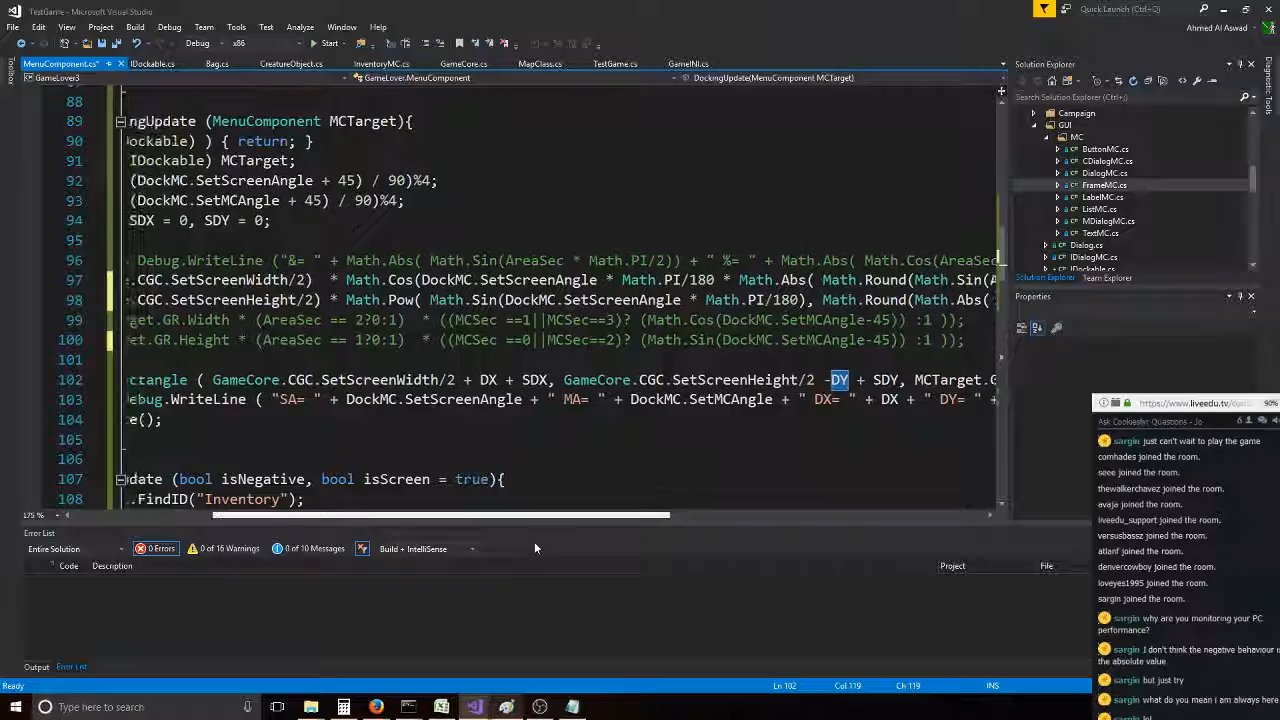 TestGame - Microsoft Visual Studio
Quick Launch (Ctrl+Q)
File Edit View Project Build Debug Team Tools Test Analyze Window Help
Ahmed Al Aswad
Debug x86 Start
MenuComponent.cs* IDockable.cs Bag.cs CreatureObject.cs InventoryMC.cs GameCore.cs MapClass.cs TestGame.cs GameINI.cs
GameLover3 GameLover.MenuComponent DockingUpdate(MenuComponent MCTarget)
88
89 ngUpdate (MenuComponent MCTarget){
90 ockable) ) { return; }
91 IDockable) MCTarget;
92 (DockMC.SetScreenAngle + 45) / 90)%4;
93 (DockMC.SetMCAngle + 45) / 90)%4;
94 SDX = 0, SDY = 0;
95
96 Debug.WriteLine ("&= " + Math.Abs( Math.Sin(AreaSec * Math.PI/2)) + " %= " + Math.Abs( Math.Cos(AreaSec
97 CGC.SetScreenWidth/2) * Math.Cos(DockMC.SetScreenAngle * Math.PI/180 * Math.Abs( Math.Round(Math.Sin(A
98 CGC.SetScreenHeight/2) * Math.Pow( Math.Sin(DockMC.SetScreenAngle * Math.PI/180), Math.Round(Math.Abs(
99 et.GR.Width * (AreaSec == 2?0:1) * ((MCSec ==1||MCSec==3)? (Math.Cos(DockMC.SetMCAngle-45)) :1 ));
100 et.GR.Height * (AreaSec == 1?0:1) * ((MCSec ==0||MCSec==2)? (Math.Sin(DockMC.SetMCAngle-45)) :1 ));
101
102 ctangle ( GameCore.CGC.SetScreenWidth/2 + DX + SDX, GameCore.CGC.SetScreenHeight/2 -DY + SDY, MCTarget.G
103 ebug.WriteLine ( "SA= " + DockMC.SetScreenAngle + " MA= " + DockMC.SetMCAngle + " DX= " + DX + " DY= " +
104 e();
105
106
107 date (bool isNegative, bool isScreen = true){
108 .FindID("Inventory");
175 %
Toolbox
Diagnostic Tools
Solution Explorer
Search Solution Explorer (Ctrl+;)
Campaign
GUI
MC
ButtonMC.cs
CDialogMC.cs
DialogMC.cs
FrameMC.cs
LabelMC.cs
ListMC.cs
MDialogMC.cs
TextMC.cs
Dialog.cs
IDialogMC.cs
IDockable.cs
Solution Explorer Team Explorer
Properties
Error List
Entire Solution 0 Errors 0 of 16 Warnings 0 of 10 Messages Build + IntelliSense
Code Description Project File
Output Error List
Ready Ln 102 Col 119 Ch 119 INS
https://www.liveedu.tv/ 90%
Ask Cookieslyr Questions - Jo 6
sargin just can't wait to play the game
comhades joined the room.
seee joined the room.
thewalkerchavez joined the room.
avaja joined the room.
liveedu_support joined the room.
versusbassz joined the room.
atlanf joined the room.
denvercowboy joined the room.
loveyes1995 joined the room.
sargin joined the room.
sargin why are you monitoring your PC
performance?
sargin I don't think the negative behaviour is
the absolute value
sargin but just try
sargin what do you mean i am always here
sargin lol
Type here to search